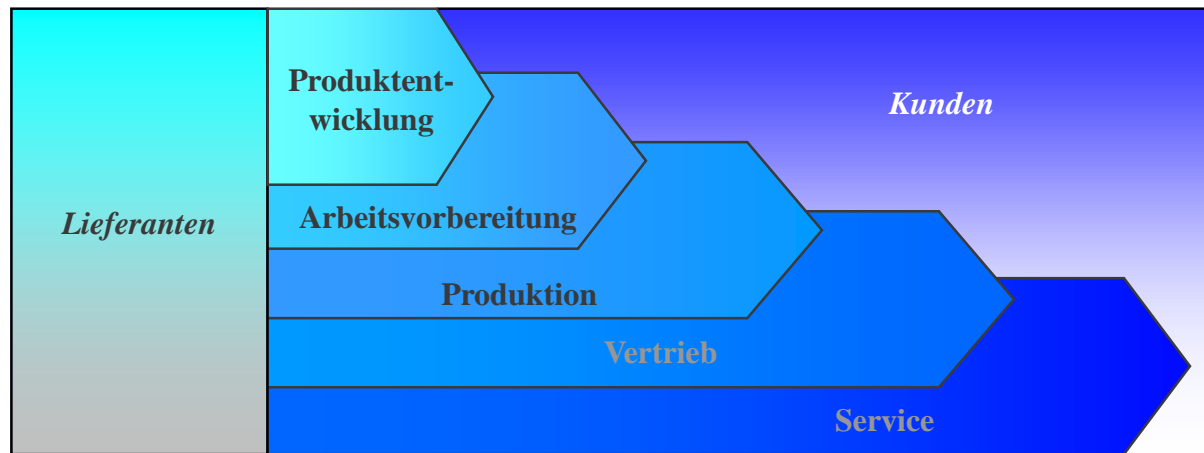 Produktent-
wicklung
Kunden
Lieferanten
Arbeitsvorbereitung
Produktion
Vertrieb
Service